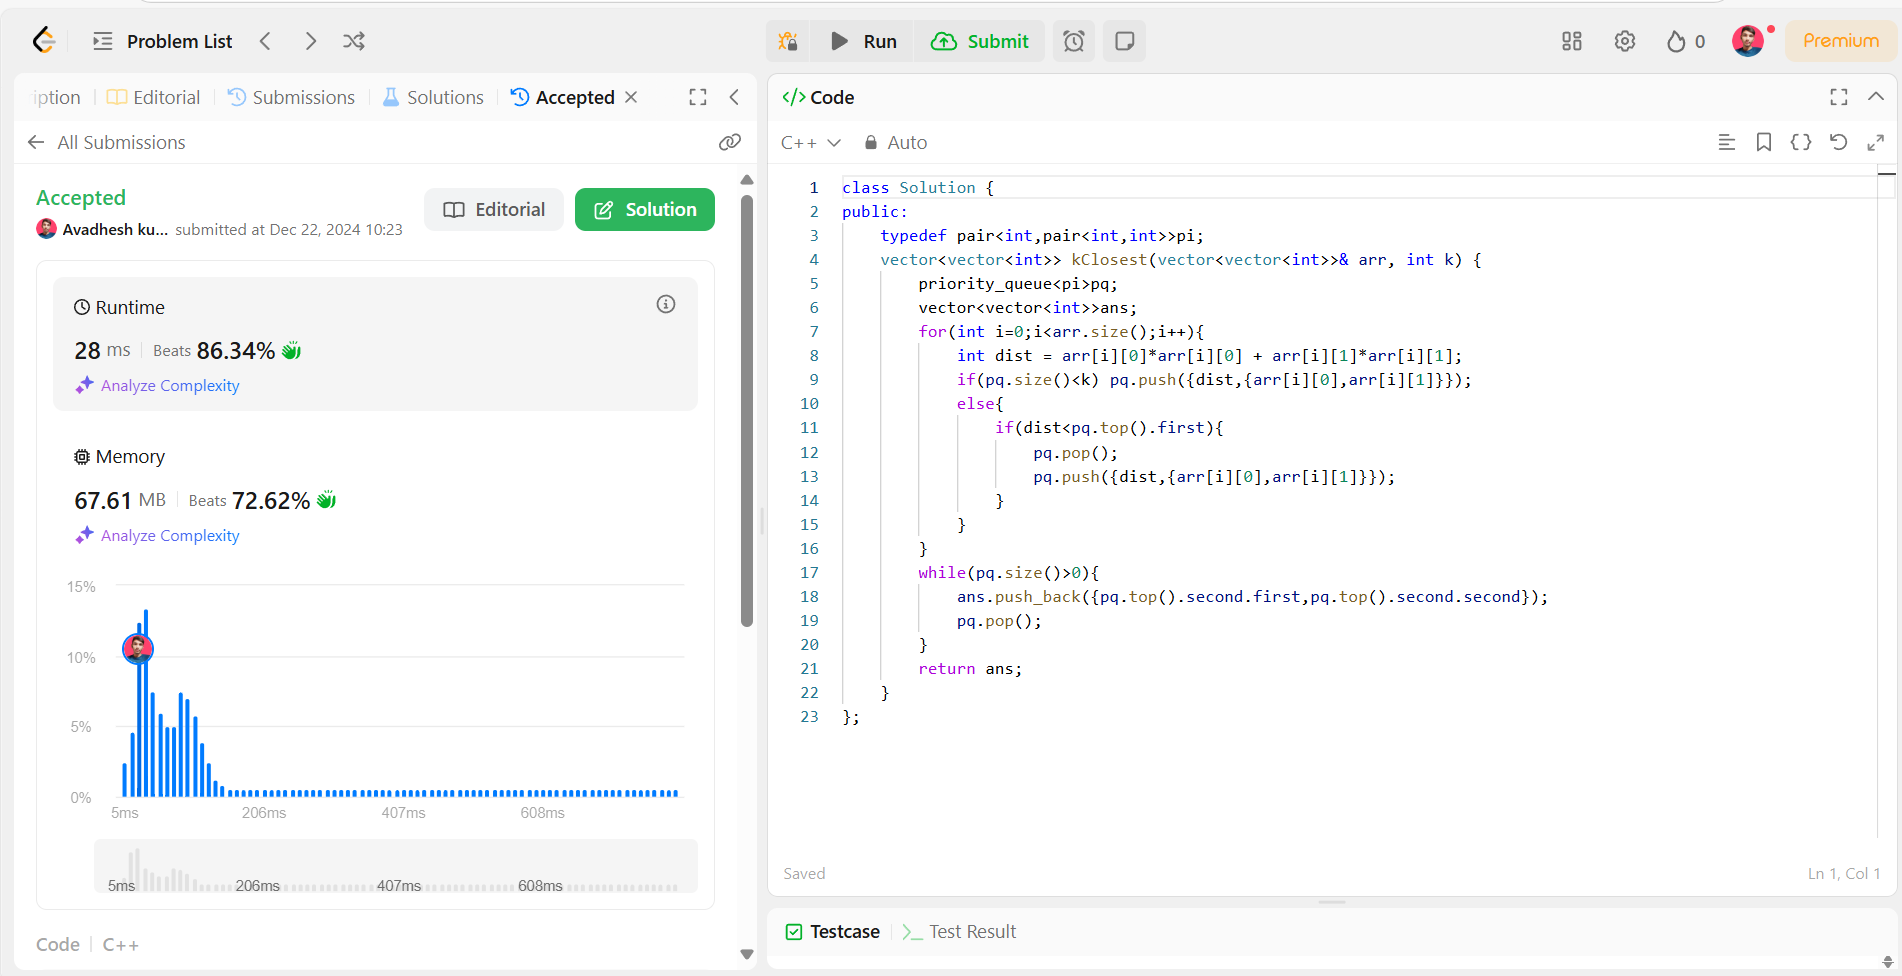 Problem List
Run
Submit
0
Premium
iption
Editorial
Submissions
Solutions
Accepted
All Submissions
Accepted
Avadhesh ku... submitted at Dec 22, 2024 10:23
Editorial
Solution
Runtime
28 ms
Beats 86.34%
Analyze Complexity
Memory
67.61 MB
Beats 72.62%
Analyze Complexity
15%
10%
5%
0%
5ms 206ms 407ms 608ms
5ms 206ms 407ms 608ms
Code C++
</> Code
C++ Auto
1 class Solution {
2 public:
3 typedef pair<int,pair<int,int>>pi;
4 vector<vector<int>> kClosest(vector<vector<int>>& arr, int k) {
5 priority_queue<pi>pq;
6 vector<vector<int>>ans;
7 for(int i=0;i<arr.size();i++){
8 int dist = arr[i][0]*arr[i][0] + arr[i][1]*arr[i][1];
9 if(pq.size()<k) pq.push({dist,{arr[i][0],arr[i][1]}});
10 else{
11 if(dist<pq.top().first){
12 pq.pop();
13 pq.push({dist,{arr[i][0],arr[i][1]}});
14 }
15 }
16 }
17 while(pq.size()>0){
18 ans.push_back({pq.top().second.first,pq.top().second.second});
19 pq.pop();
20 }
21 return ans;
22 }
23 };
Saved
Ln 1, Col 1
Testcase
Test Result